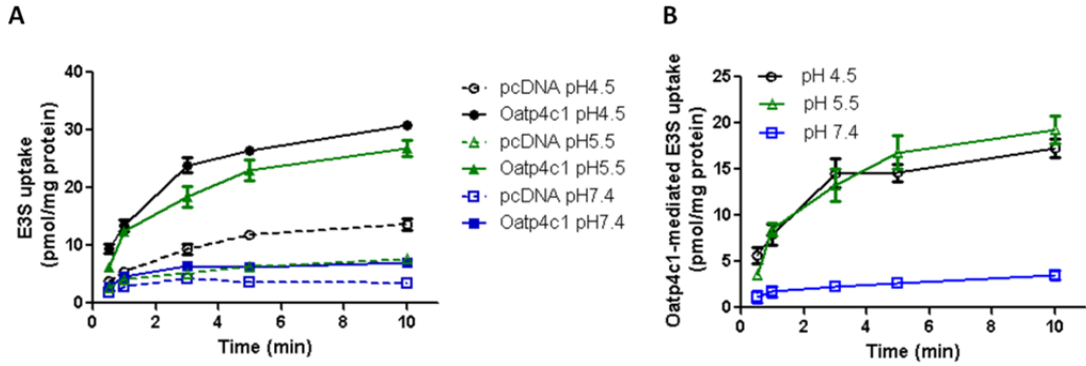 A
E3S uptake
(pmol/mg protein)
40
30
20
10
0
0
2
4
6
8
10
Time (min)
pcDNA pH4.5
Oatp4c1 pH4.5
pcDNA pH5.5
Oatp4c1 pH5.5
pcDNA pH7.4
Oatp4c1 pH7.4
B
Oatp4c1-mediated E3S uptake
(pmol/mg protein)
25
20
15
10
5
0
0
2
4
6
8
10
Time (min)
pH 4.5
pH 5.5
pH 7.4